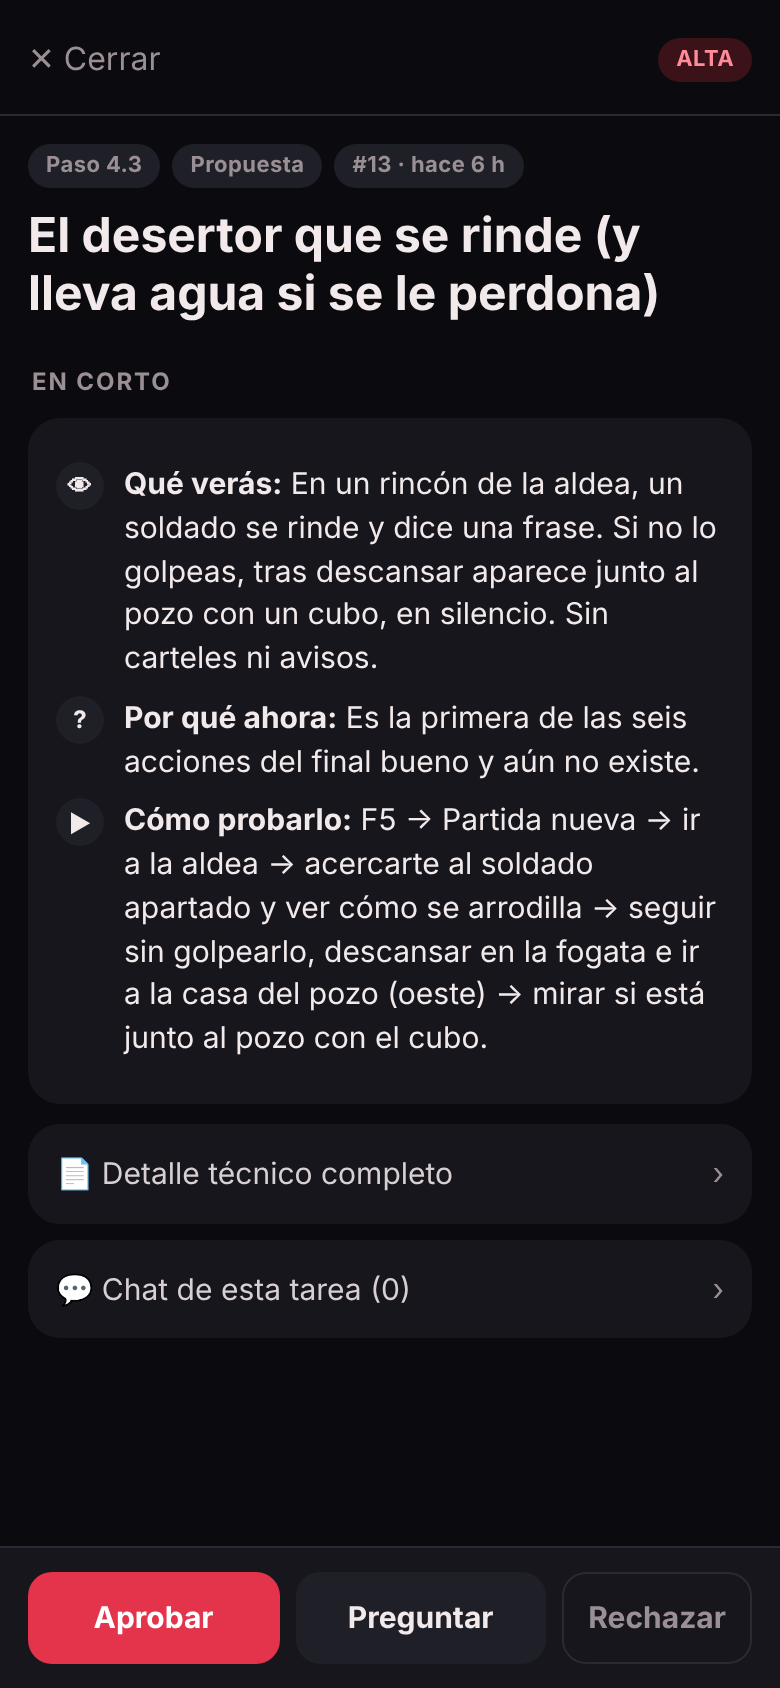 ✕ Cerrar
ALTA
Paso 4.3
Propuesta
#13 · hace 6 h
El desertor que se rinde (y
lleva agua si se le perdona)
EN CORTO
Qué verás: En un rincón de la aldea, un
soldado se rinde y dice una frase. Si no lo
golpeas, tras descansar aparece junto al
pozo con un cubo, en silencio. Sin
carteles ni avisos.
? Por qué ahora: Es la primera de las seis
acciones del final bueno y aún no existe.
Cómo probarlo: F5 → Partida nueva → ir
a la aldea → acercarte al soldado
apartado y ver cómo se arrodilla → seguir
sin golpearlo, descansar en la fogata e ir
a la casa del pozo (oeste) → mirar si está
junto al pozo con el cubo.
Detalle técnico completo ›
Chat de esta tarea (0) ›
Aprobar
Preguntar
Rechazar